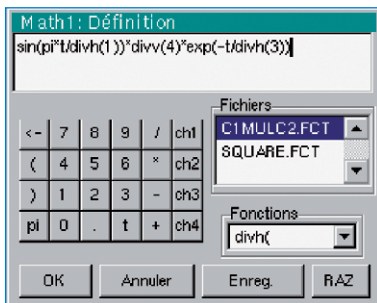 Math1: Définition
sin(pi*t/divh(1))*divv(4)*exp(-t/divh(3))
Fichiers
C1MULC2.FCT
SQUARE.FCT
<- 7 8 9 / ch1
( 4 5 6 * ch2
) 1 2 3 - ch3
pi 0 . t + ch4
Fonctions
divh(
OK Annuler Enreg. RAZ